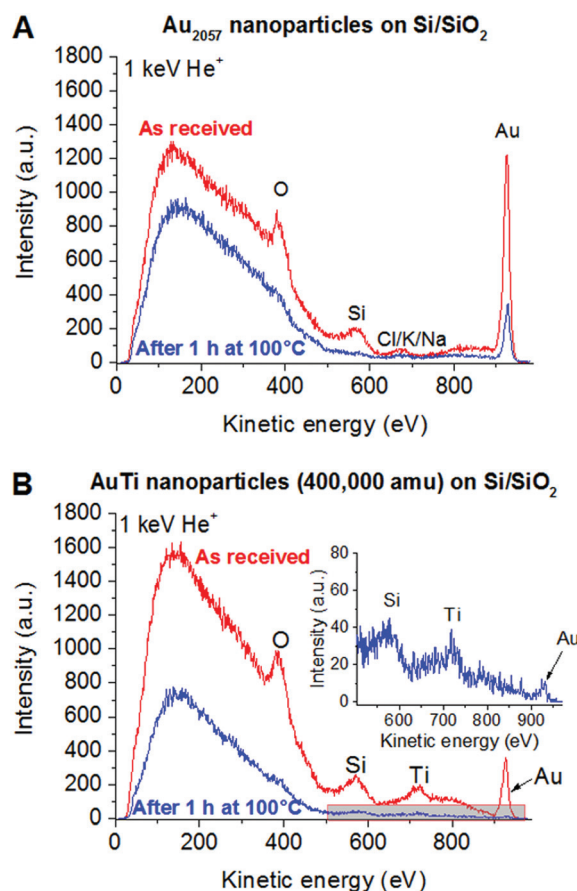 A
Au₂₀₅₇ nanoparticles on Si/SiO₂
1 keV He⁺
As received
O
Au
Si
Cl/K/Na
After 1 h at 100°C
Intensity (a.u.)
1800
1600
1400
1200
1000
800
600
400
200
0
0 200 400 600 800
Kinetic energy (eV)
B
AuTi nanoparticles (400,000 amu) on Si/SiO₂
1 keV He⁺
As received
O
Si
Ti
Au
After 1 h at 100°C
Intensity (a.u.)
1800
1600
1400
1200
1000
800
600
400
200
0
0 200 400 600 800
Kinetic energy (eV)
80
60
40
20
0
Intensity (a.u.)
Si
Ti
Au
600 700 800 900
Kinetic energy (eV)